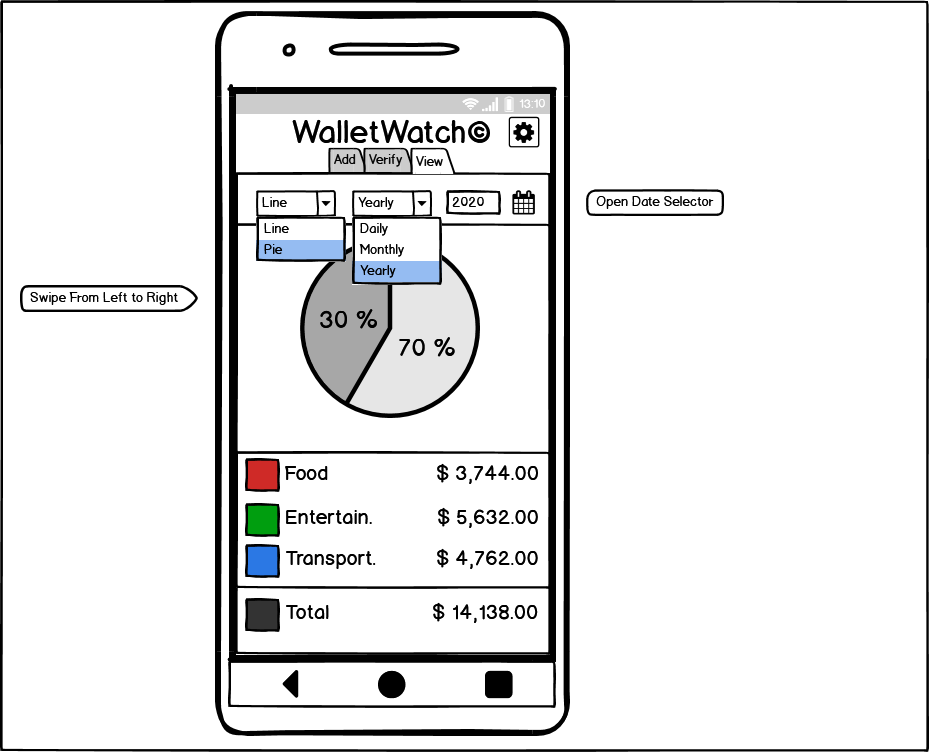 13:10
WalletWatch©
Add Verify View
Line Yearly 2020
Open Date Selector
Line Daily
Pie Monthly
Yearly
Swipe From Left to Right
30 %
70 %
Food $ 3,744.00
Entertain. $ 5,632.00
Transport. $ 4,762.00
Total $ 14,138.00